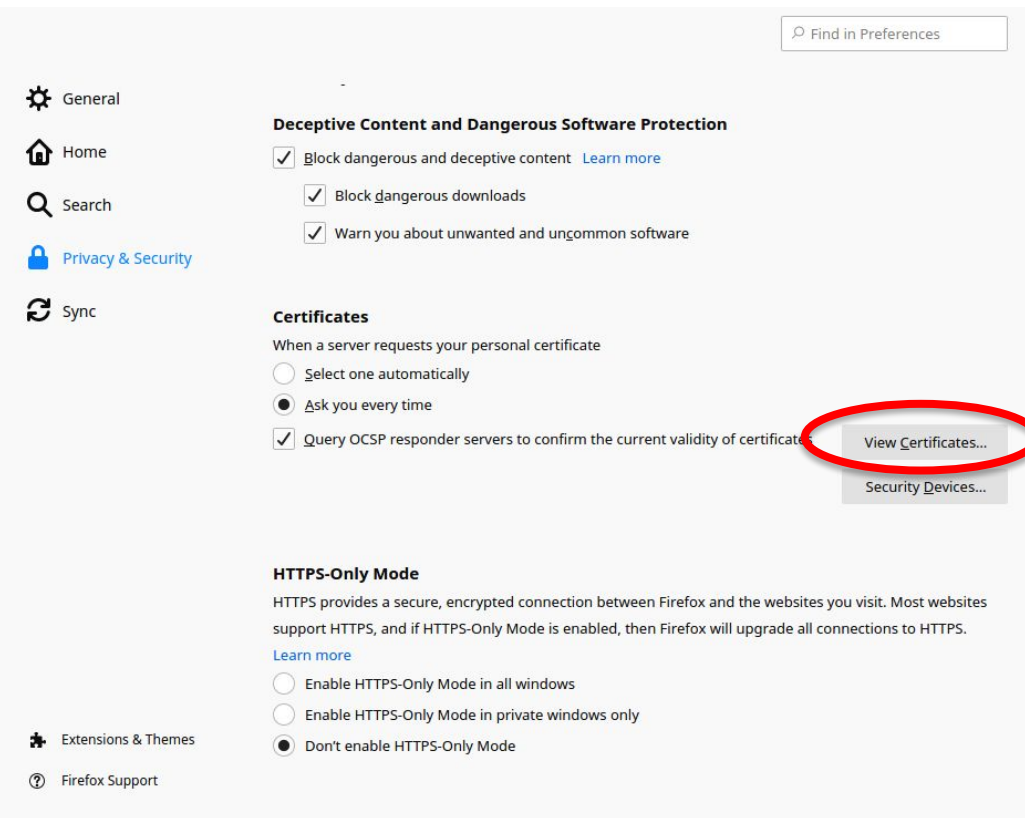 Find in Preferences
General
Home
Search
Privacy & Security
Sync
Deceptive Content and Dangerous Software Protection
Block dangerous and deceptive content Learn more
Block dangerous downloads
Warn you about unwanted and uncommon software
Certificates
When a server requests your personal certificate
Select one automatically
Ask you every time
Query OCSP responder servers to confirm the current validity of certificates
View Certificates...
Security Devices...
HTTPS-Only Mode
HTTPS provides a secure, encrypted connection between Firefox and the websites you visit. Most websites
support HTTPS, and if HTTPS-Only Mode is enabled, then Firefox will upgrade all connections to HTTPS.
Learn more
Enable HTTPS-Only Mode in all windows
Enable HTTPS-Only Mode in private windows only
Don't enable HTTPS-Only Mode
Extensions & Themes
Firefox Support